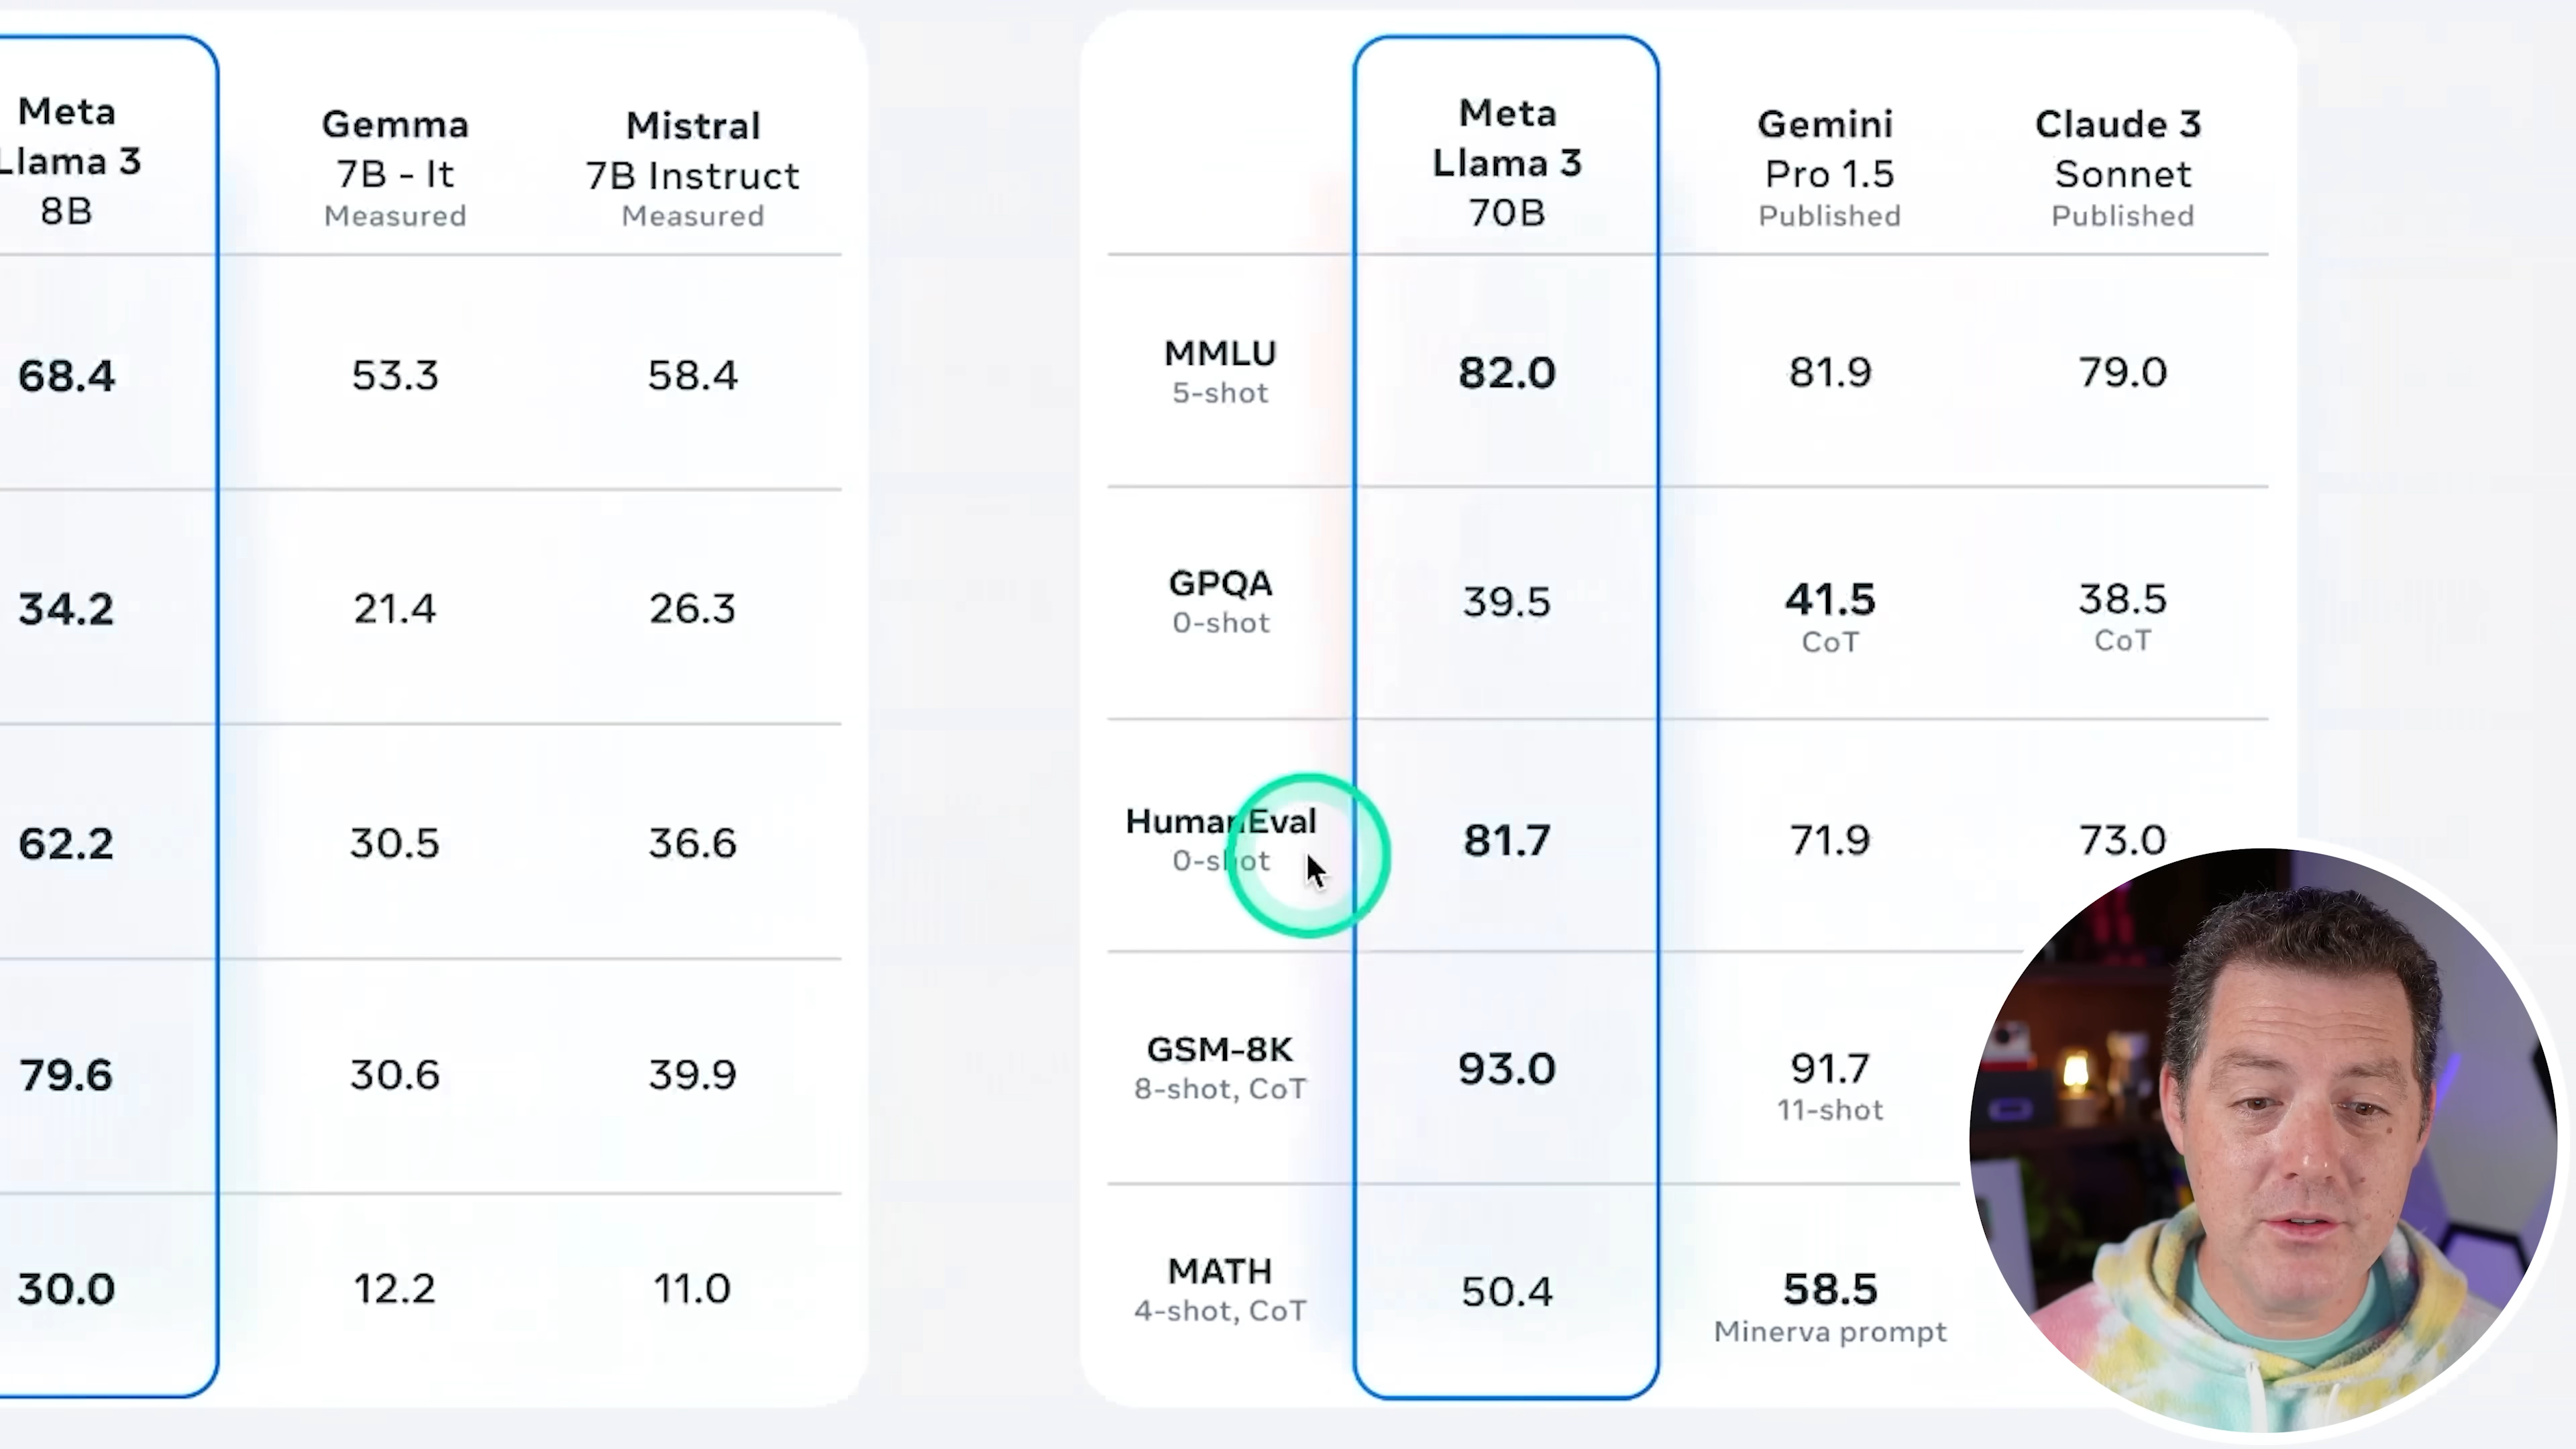 Meta
Llama 3
8B
Gemma
7B - It
Measured
Mistral
7B Instruct
Measured
68.4 53.3 58.4
34.2 21.4 26.3
62.2 30.5 36.6
79.6 30.6 39.9
30.0 12.2 11.0
Meta
Llama 3
70B
Gemini
Pro 1.5
Published
Claude 3
Sonnet
Published
MMLU
5-shot
82.0 81.9 79.0
GPQA
0-shot
39.5 41.5 38.5
CoT CoT
HumanEval
0-shot
81.7 71.9 73.0
GSM-8K
8-shot, CoT
93.0 91.7
11-shot
MATH
4-shot, CoT
50.4 58.5
Minerva prompt